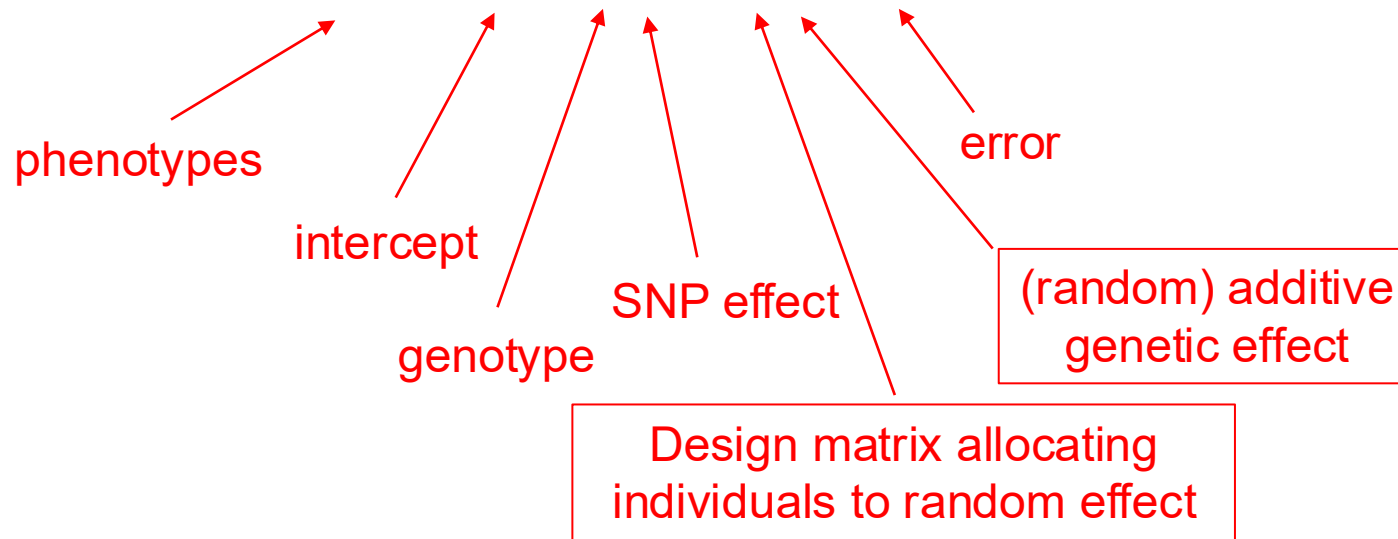 phenotypes
intercept
genotype
SNP effect
error
(random) additive
genetic effect
Design matrix allocating
individuals to random effect